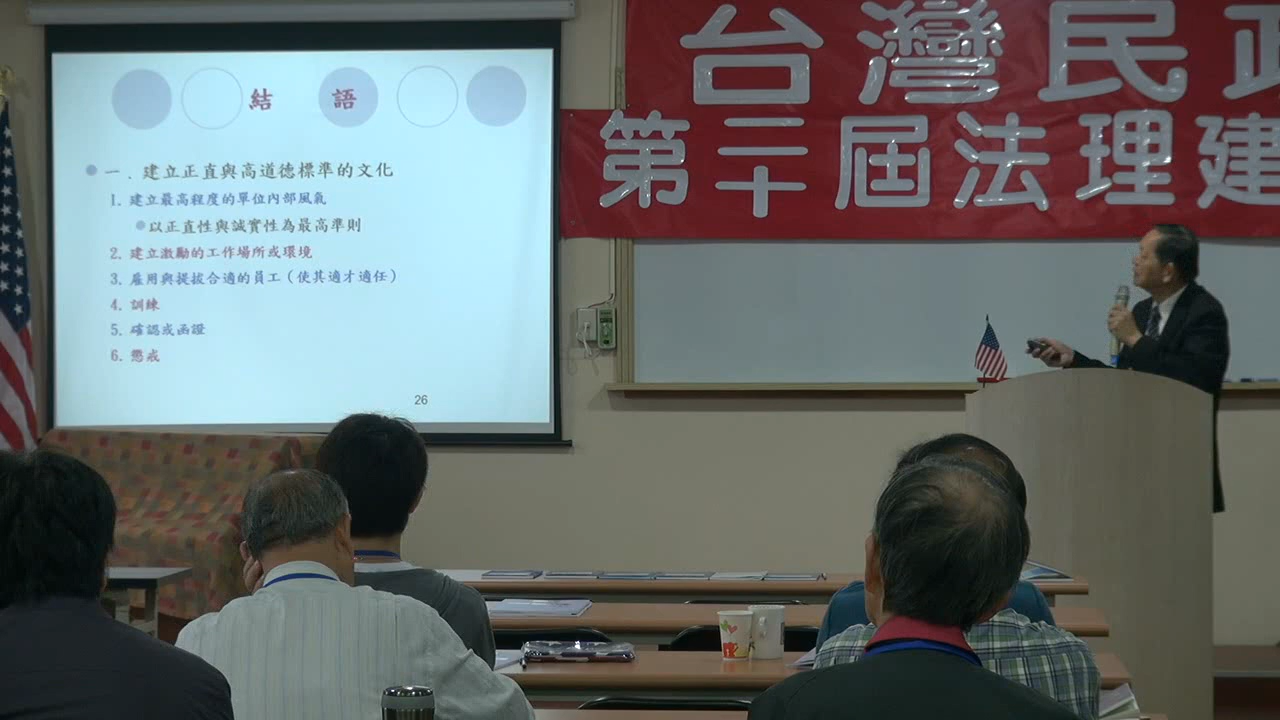 結 語
一．建立正直與高道德標準的文化
1. 建立最高程度的單位內部風氣
以正直性與誠實性為最高準則
2. 建立激勵的工作場所或環境
3. 雇用與提拔合適的員工（使其適才適任）
4. 訓練
5. 確認或函證
6. 懲戒
26
台灣民政
第二十屆法理建